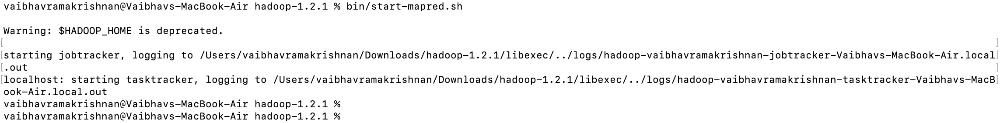 vaibhavramakrishnan@Vaibhavs-MacBook-Air hadoop-1.2.1 % bin/start-mapred.sh
Warning: $HADOOP_HOME is deprecated.
[ ]
[starting jobtracker, logging to /Users/vaibhavramakrishnan/Downloads/hadoop-1.2.1/libexec/../logs/hadoop-vaibhavramakrishnan-jobtracker-Vaibhavs-MacBook-Air.local]
[.out ]
[localhost: starting tasktracker, logging to /Users/vaibhavramakrishnan/Downloads/hadoop-1.2.1/libexec/../logs/hadoop-vaibhavramakrishnan-tasktracker-Vaibhavs-MacB]
ook-Air.local.out
vaibhavramakrishnan@Vaibhavs-MacBook-Air hadoop-1.2.1 %
vaibhavramakrishnan@Vaibhavs-MacBook-Air hadoop-1.2.1 %